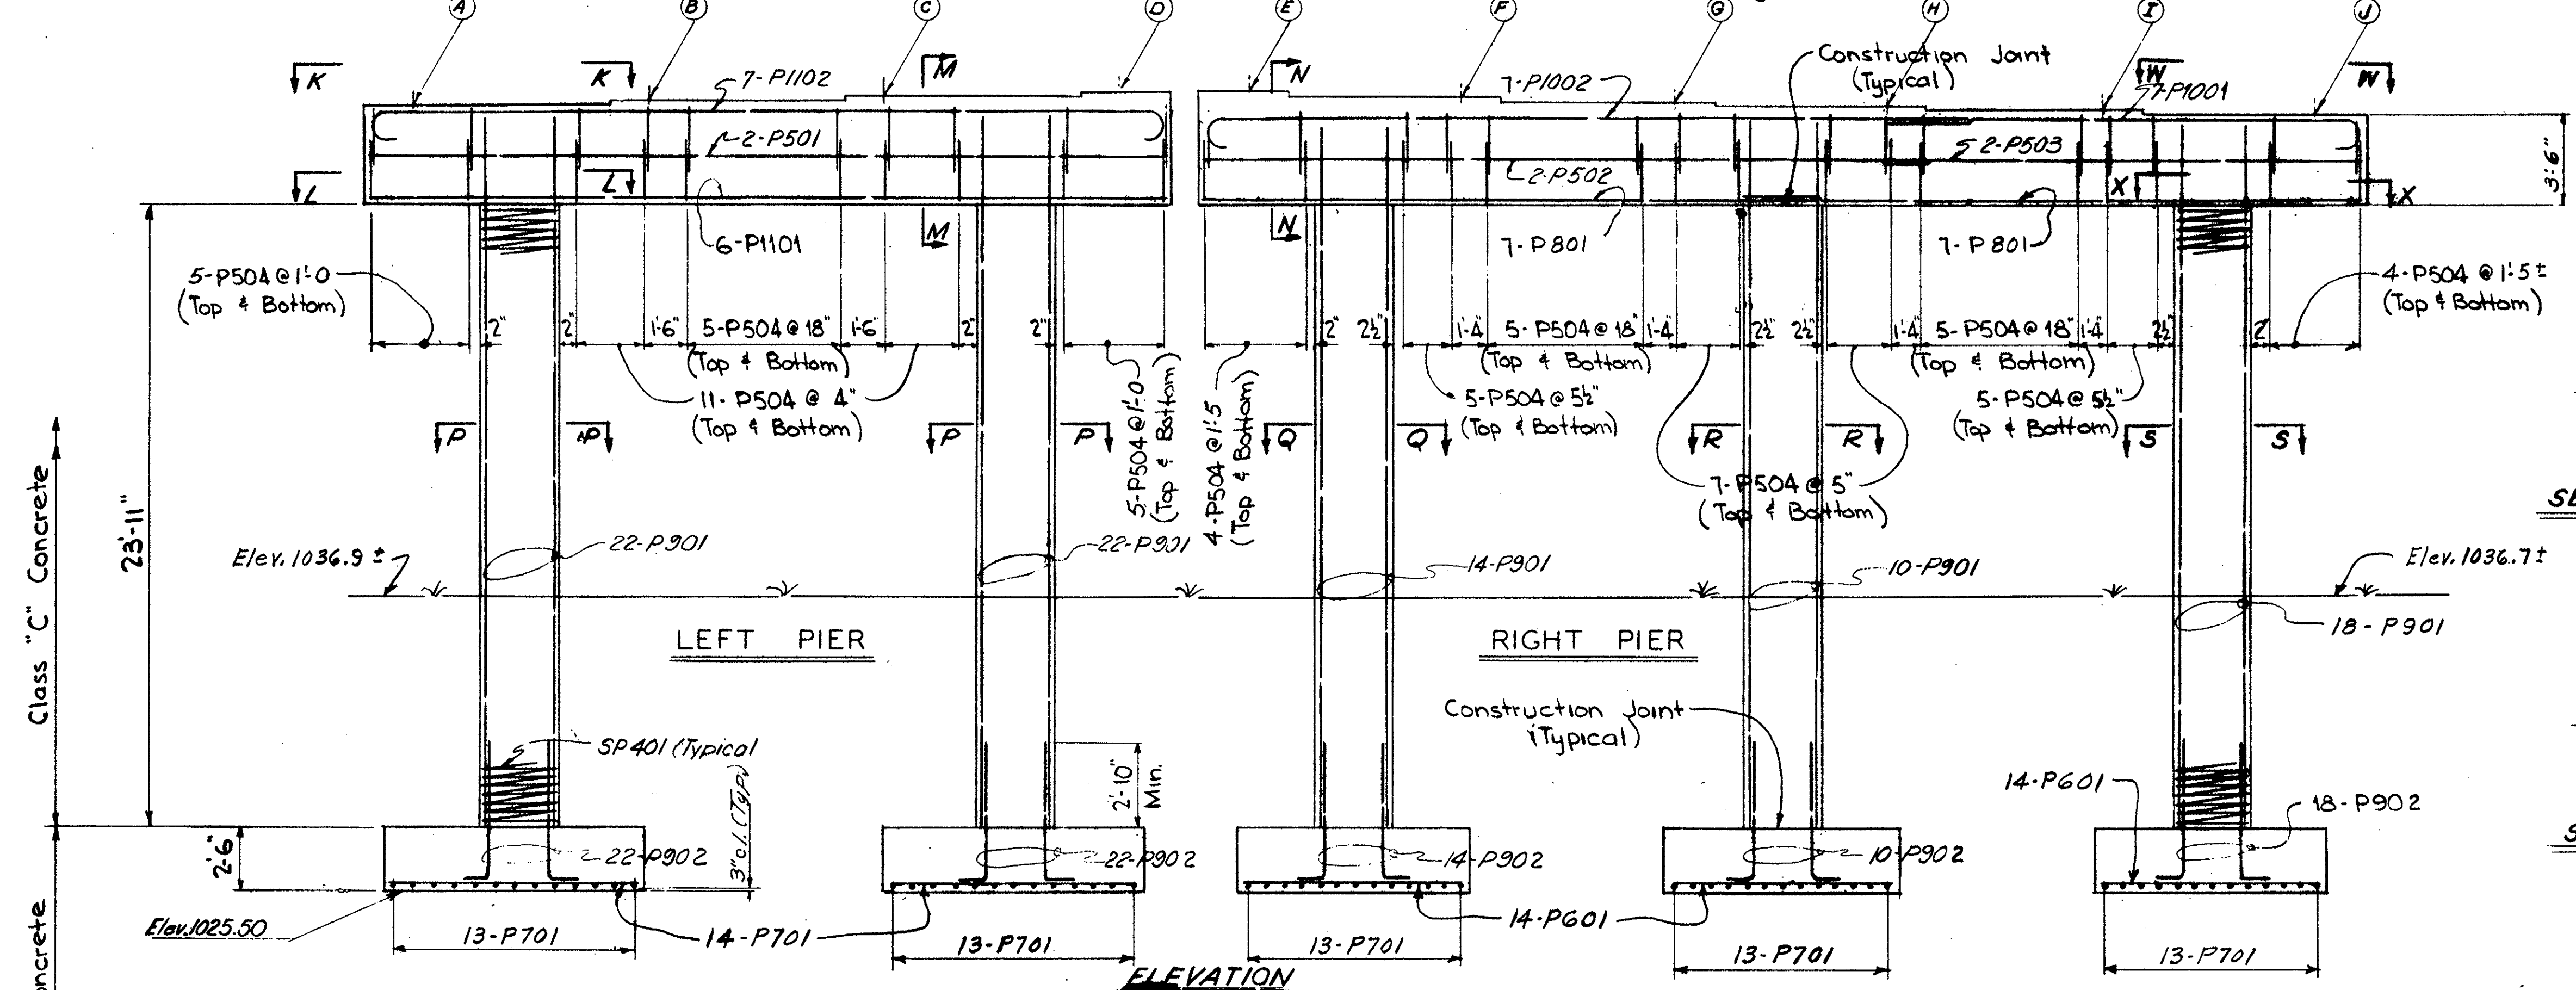 A
B
C
D
E
F
G
H
I
J
K
K
M
N
W
W
7-P1102
7-P1002
Construction Joint
(Typical)
7-P1001
2-P501
2-P502
2-P503
L
L
X
X
3'-6"
6-P1101
M
N
7-P801
7-P801
5-P504 @ 1'-0
(Top & Bottom)
4-P504 @ 1'-5 ±
(Top & Bottom)
2"
2"
1'-6"
5-P504 @ 18"
(Top & Bottom)
1'-6"
2"
2"
2"
2½"
1'-4"
5-P504 @ 18"
(Top & Bottom)
1'-4"
2½"
2½"
1'-4"
5-P504 @ 18"
(Top & Bottom)
1'-4"
2½"
2"
11-P504 @ 4"
(Top & Bottom)
5-P504 @ 1'-0
(Top & Bottom)
4-P504 @ 1'-5
(Top & Bottom)
5-P504 @ 5½"
(Top & Bottom)
5-P504 @ 5½"
(Top & Bottom)
7-P504 @ 5"
(Top & Bottom)
P
P
P
P
Q
Q
R
R
S
S
Class "C" Concrete
23'-11"
22-P901
22-P901
14-P901
10-P901
18-P901
Elev. 1036.9 ±
Elev. 1036.7 ±
LEFT PIER
RIGHT PIER
Construction Joint
(Typical)
SP401 (Typical
3" cl. (Typ.)
2'-10"
Min.
14-P601
18-P902
2'-6"
22-P902
22-P902
14-P902
10-P902
Elev. 1025.50
14-P701
14-P601
13-P701
13-P701
13-P701
13-P701
13-P701
ELEVATION